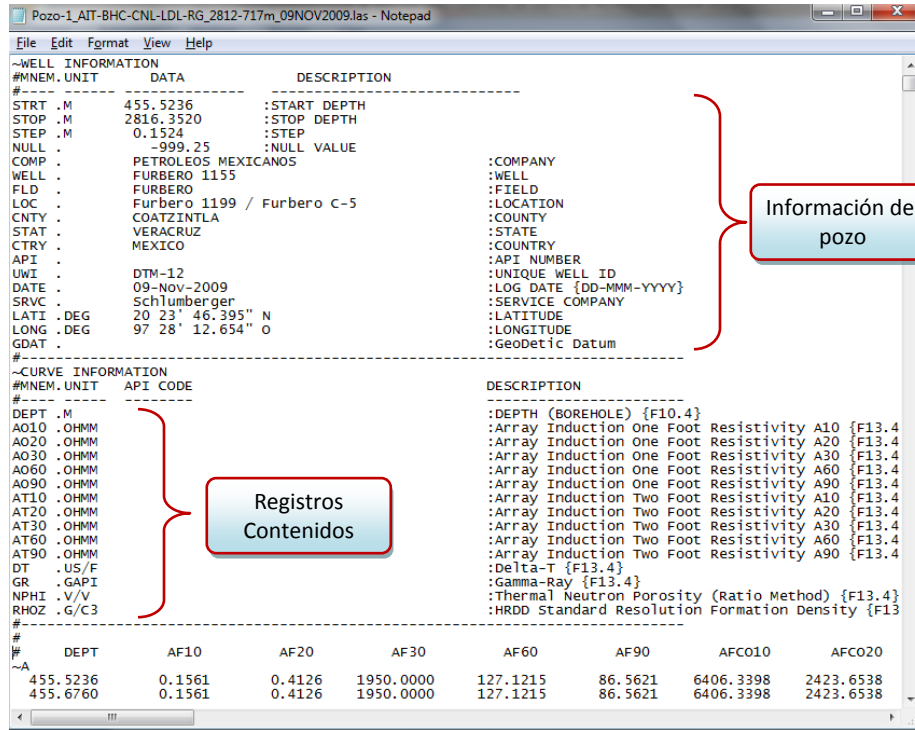 Pozo-1_AIT-BHC-CNL-LDL-RG_2812-717m_09NOV2009.las - Notepad
File Edit Format View Help
~WELL INFORMATION
#MNEM.UNIT DATA DESCRIPTION
#---- ------ -------------- -----------------------------
STRT .M 455.5236 :START DEPTH
STOP .M 2816.3520 :STOP DEPTH
STEP .M 0.1524 :STEP
NULL . -999.25 :NULL VALUE
COMP . PETROLEOS MEXICANOS :COMPANY
WELL . FURBERO 1155 :WELL
FLD . FURBERO :FIELD
LOC . Furbero 1199 / Furbero C-5 :LOCATION
CNTY . COATZINTLA :COUNTY
STAT . VERACRUZ :STATE
CTRY . MEXICO :COUNTRY
API . :API NUMBER
UWI . DTM-12 :UNIQUE WELL ID
DATE . 09-Nov-2009 :LOG DATE {DD-MMM-YYYY}
SRVC . Schlumberger :SERVICE COMPANY
LATI .DEG 20 23' 46.395" N :LATITUDE
LONG .DEG 97 28' 12.654" O :LONGITUDE
GDAT . :GeoDetic Datum
Información de
pozo
#--------------------------------------------------------------------
~CURVE INFORMATION
#MNEM.UNIT API CODE DESCRIPTION
#---- ----- -------- -------------------------
DEPT .M :DEPTH (BOREHOLE) {F10.4}
AO10 .OHMM :Array Induction One Foot Resistivity A10 {F13.4
AO20 .OHMM :Array Induction One Foot Resistivity A20 {F13.4
AO30 .OHMM :Array Induction One Foot Resistivity A30 {F13.4
AO60 .OHMM :Array Induction One Foot Resistivity A60 {F13.4
AO90 .OHMM :Array Induction One Foot Resistivity A90 {F13.4
AT10 .OHMM :Array Induction Two Foot Resistivity A10 {F13.4
AT20 .OHMM :Array Induction Two Foot Resistivity A20 {F13.4
AT30 .OHMM :Array Induction Two Foot Resistivity A30 {F13.4
AT60 .OHMM :Array Induction Two Foot Resistivity A60 {F13.4
AT90 .OHMM :Array Induction Two Foot Resistivity A90 {F13.4
DT .US/F :Delta-T {F13.4}
GR .GAPI :Gamma-Ray {F13.4}
NPHI .V/V :Thermal Neutron Porosity (Ratio Method) {F13.4}
RHOZ .G/C3 :HRDD Standard Resolution Formation Density {F13
Registros
Contenidos
#--------------------------------------------------------------------
#
# DEPT AF10 AF20 AF30 AF60 AF90 AFCO10 AFCO20
~A
455.5236 0.1561 0.4126 1950.0000 127.1215 86.5621 6406.3398 2423.6538
455.6760 0.1561 0.4126 1950.0000 127.1215 86.5621 6406.3398 2423.6538